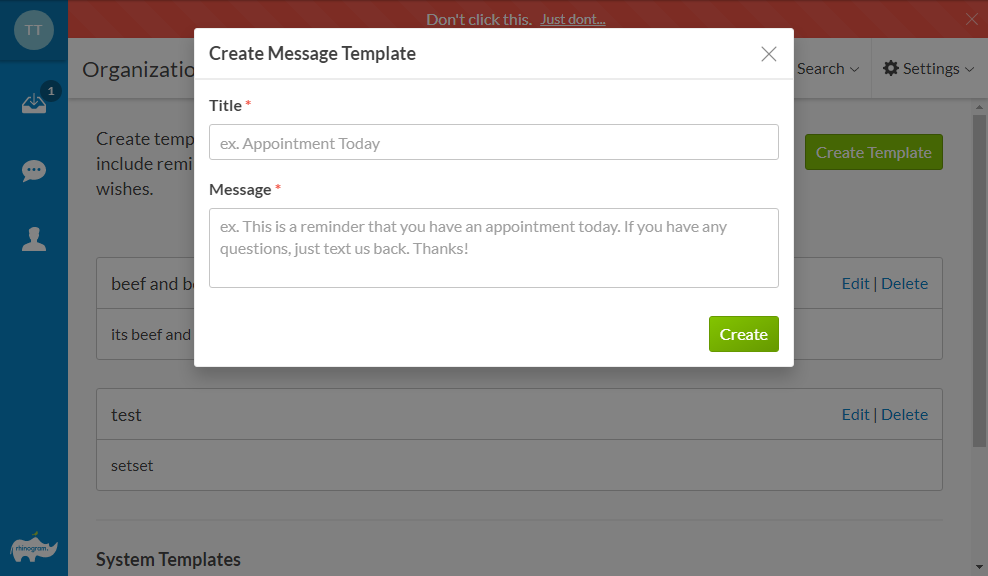 TT
Don't click this. Just dont...
Create Message Template
Organizatio
Search
Settings
1
Title *
ex. Appointment Today
Create temp
include remi
wishes.
Create Template
Message *
ex. This is a reminder that you have an appointment today. If you have any
questions, just text us back. Thanks!
beef and b
Edit | Delete
its beef and
Create
test
Edit | Delete
setset
rhinogram
System Templates